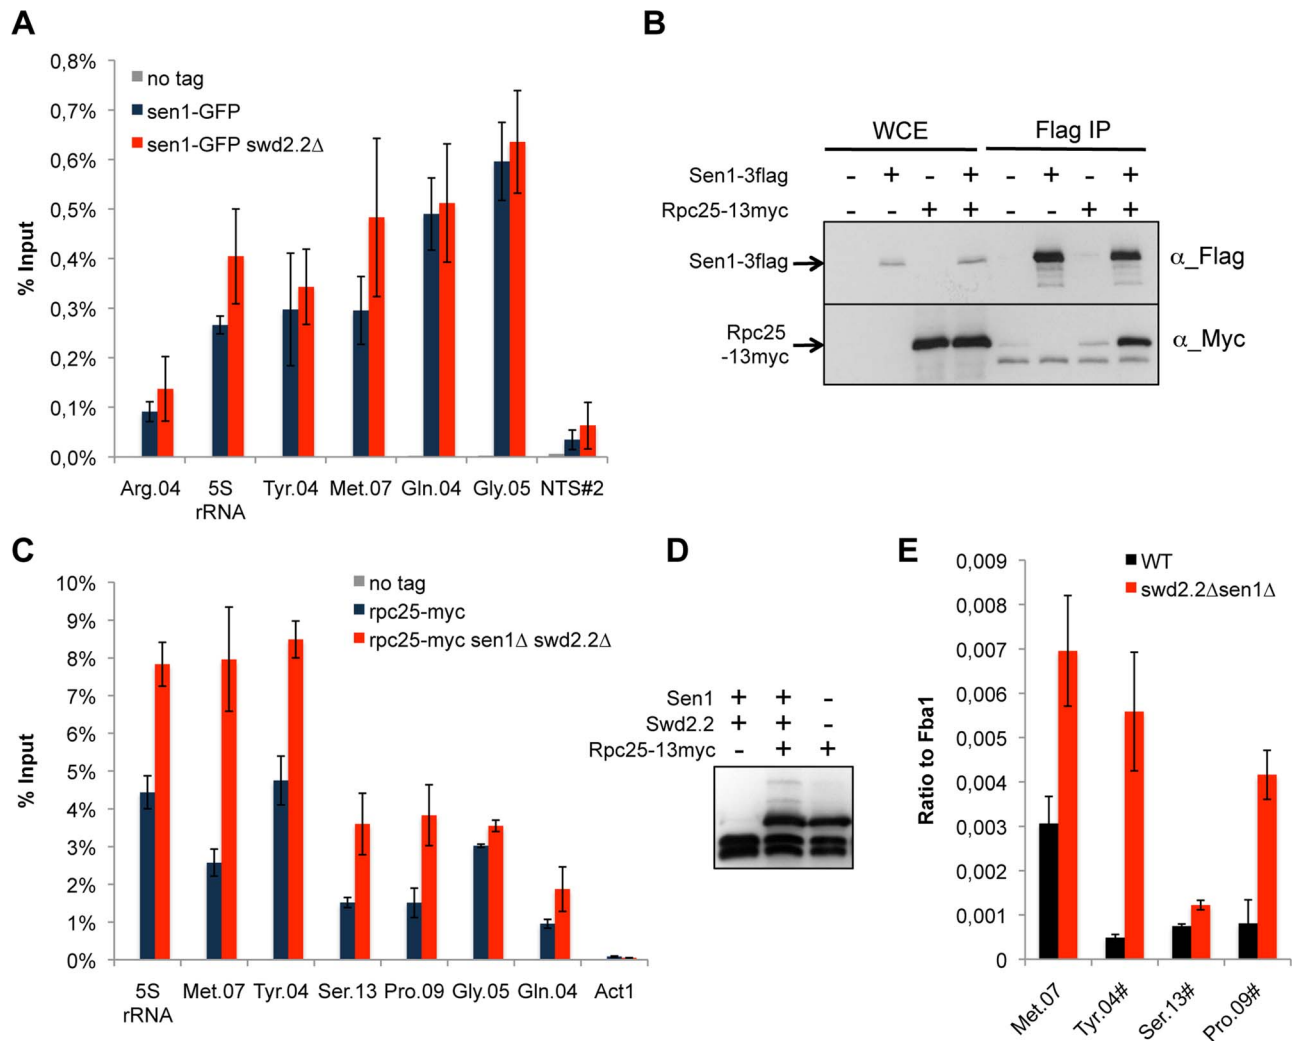 A
0,8%
0,7%
0,6%
0,5%
0,4%
0,3%
0,2%
0,1%
0,0%
% Input
no tag
sen1-GFP
sen1-GFP swd2.2Δ
Arg.04 5S Tyr.04 Met.07 Gln.04 Gly.05 NTS#2
rRNA
B
WCE Flag IP
Sen1-3flag - + - + - + - +
Rpc25-13myc - - + + - - + +
Sen1-3flag α_Flag
Rpc25
-13myc α_Myc
C
10%
9%
8%
7%
6%
5%
4%
3%
2%
1%
0%
% Input
no tag
rpc25-myc
rpc25-myc sen1Δ swd2.2Δ
5S Met.07 Tyr.04 Ser.13 Pro.09 Gly.05 Gln.04 Act1
rRNA
D
Sen1 + + -
Swd2.2 + + -
Rpc25-13myc - + +
E
0,009
0,008
0,007
0,006
0,005
0,004
0,003
0,002
0,001
0
Ratio to Fba1
WT
swd2.2Δsen1Δ
Met.07 Tyr.04# Ser.13# Pro.09#